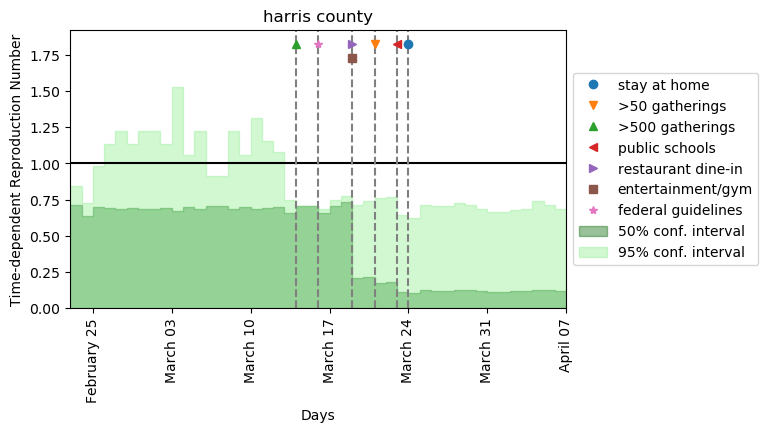 harris county
Time-dependent Reproduction Number
1.75
1.50
1.25
1.00
0.75
0.50
0.25
0.00
February 25
March 03
March 10
March 17
March 24
March 31
April 07
Days
stay at home
>50 gatherings
>500 gatherings
public schools
restaurant dine-in
entertainment/gym
federal guidelines
50% conf. interval
95% conf. interval